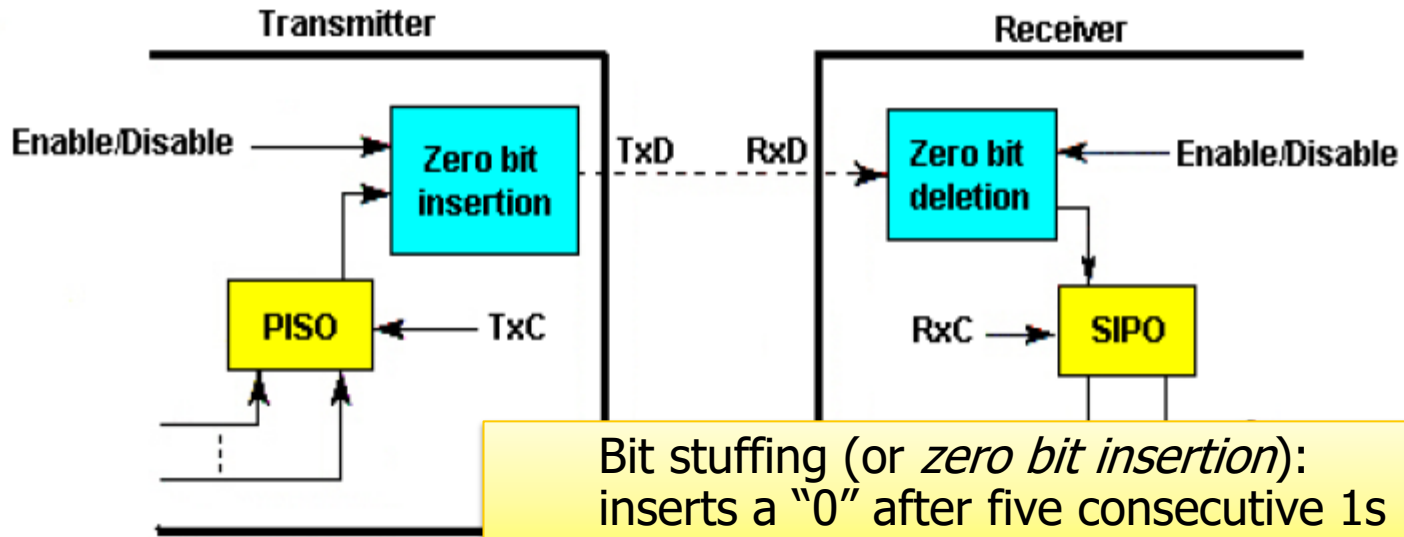 Transmitter
Receiver
Enable/Disable
Zero bit
insertion
TxD
RxD
Zero bit
deletion
Enable/Disable
PISO
TxC
RxC
SIPO
Bit stuffing (or zero bit insertion):
inserts a “0” after five consecutive 1s